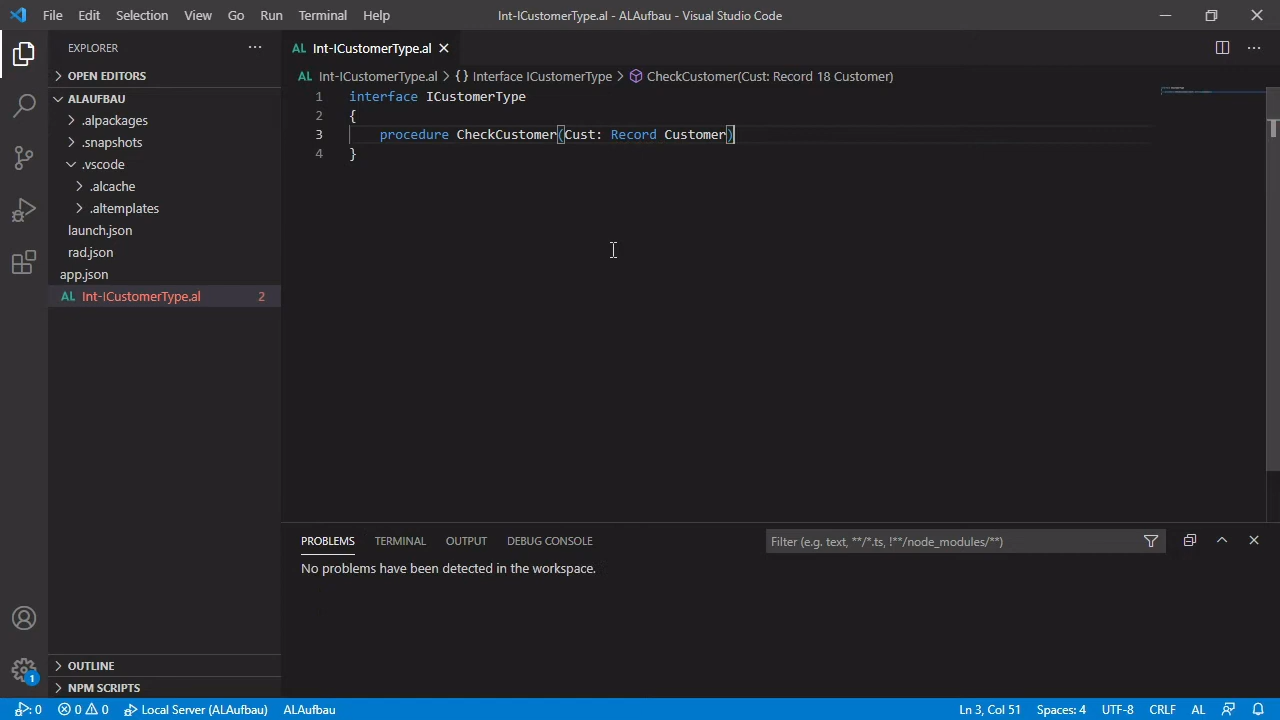 File Edit Selection View Go Run Terminal Help Int-ICustomerType.al - ALAufbau - Visual Studio Code
EXPLORER
OPEN EDITORS
ALAUFBAU
.alpackages
.snapshots
.vscode
.alcache
.altemplates
launch.json
rad.json
app.json
AL Int-ICustomerType.al 2
OUTLINE
NPM SCRIPTS
1
AL Int-ICustomerType.al
AL Int-ICustomerType.al > {} Interface ICustomerType > CheckCustomer(Cust: Record 18 Customer)
1 interface ICustomerType
2 {
3 procedure CheckCustomer(Cust: Record Customer)
4 }
PROBLEMS TERMINAL OUTPUT DEBUG CONSOLE Filter (e.g. text, **/*.ts, !**/node_modules/**)
No problems have been detected in the workspace.
0 0 0 Local Server (ALAufbau) ALAufbau Ln 3, Col 51 Spaces: 4 UTF-8 CRLF AL